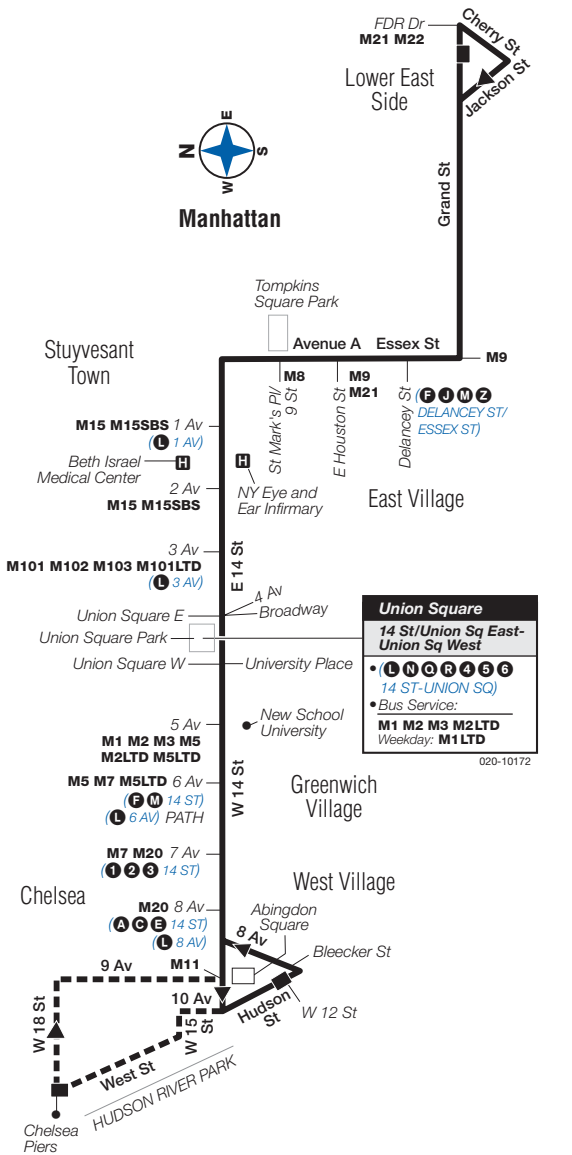 FDR Dr
M21 M22
Cherry St
Jackson St
Lower East
Side
N
E
S
W
Manhattan
Grand St
Tompkins
Square Park
Stuyvesant
Town
Avenue A
Essex St
M9
M8
St Mark's Pl/
9 St
M9
M21
E Houston St
Delancey St
(F J M Z
DELANCEY ST/
ESSEX ST)
M15 M15SBS 1 Av
(L 1 AV)
Beth Israel
Medical Center
H
H
NY Eye and
Ear Infirmary
East Village
2 Av
M15 M15SBS
3 Av
M101 M102 M103 M101LTD
(L 3 AV)
E 14 St
4 Av
Broadway
Union Square E
Union Square Park
Union Square W
University Place
Union Square
14 St/Union Sq East-
Union Sq West
• (L N Q R 4 5 6
14 ST-UNION SQ)
• Bus Service:
M1 M2 M3 M2LTD
Weekday: M1LTD
020-10172
5 Av
M1 M2 M3 M5
M2LTD M5LTD
New School
University
W 14 St
M5 M7 M5LTD 6 Av
(F M 14 ST)
(L 6 AV) PATH
Greenwich
Village
M7 M20 7 Av
(1 2 3 14 ST)
Chelsea
West Village
M20 8 Av
(A C E 14 ST)
(L 8 AV)
Abingdon
Square
8 Av
Bleecker St
M11
9 Av
10 Av
Hudson
St
W 12 St
W 18 St
W 15
St
West St
HUDSON RIVER PARK
Chelsea
Piers